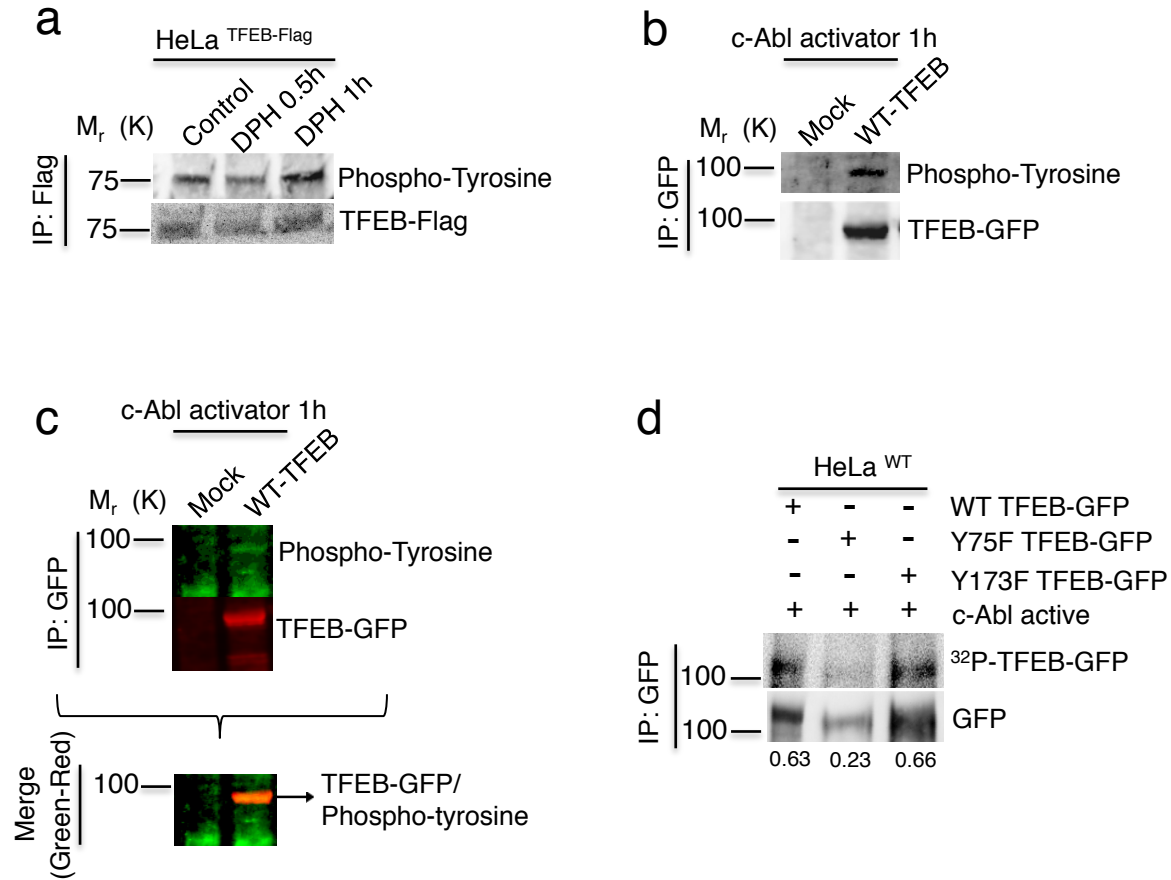 a
HeLa TFEB-Flag
Control
DPH 0.5h
DPH 1h
Mr (K)
IP: Flag
75
Phospho-Tyrosine
75
TFEB-Flag
b
c-Abl activator 1h
Mock
WT-TFEB
Mr (K)
IP: GFP
100
Phospho-Tyrosine
100
TFEB-GFP
c
c-Abl activator 1h
Mock
WT-TFEB
Mr (K)
IP: GFP
100
Phospho-Tyrosine
100
TFEB-GFP
Merge
(Green-Red)
100
TFEB-GFP/
Phospho-tyrosine
d
HeLa WT
+ - - WT TFEB-GFP
- + - Y75F TFEB-GFP
- - + Y173F TFEB-GFP
+ + + c-Abl active
IP: GFP
100
32P-TFEB-GFP
100
GFP
0.63 0.23 0.66